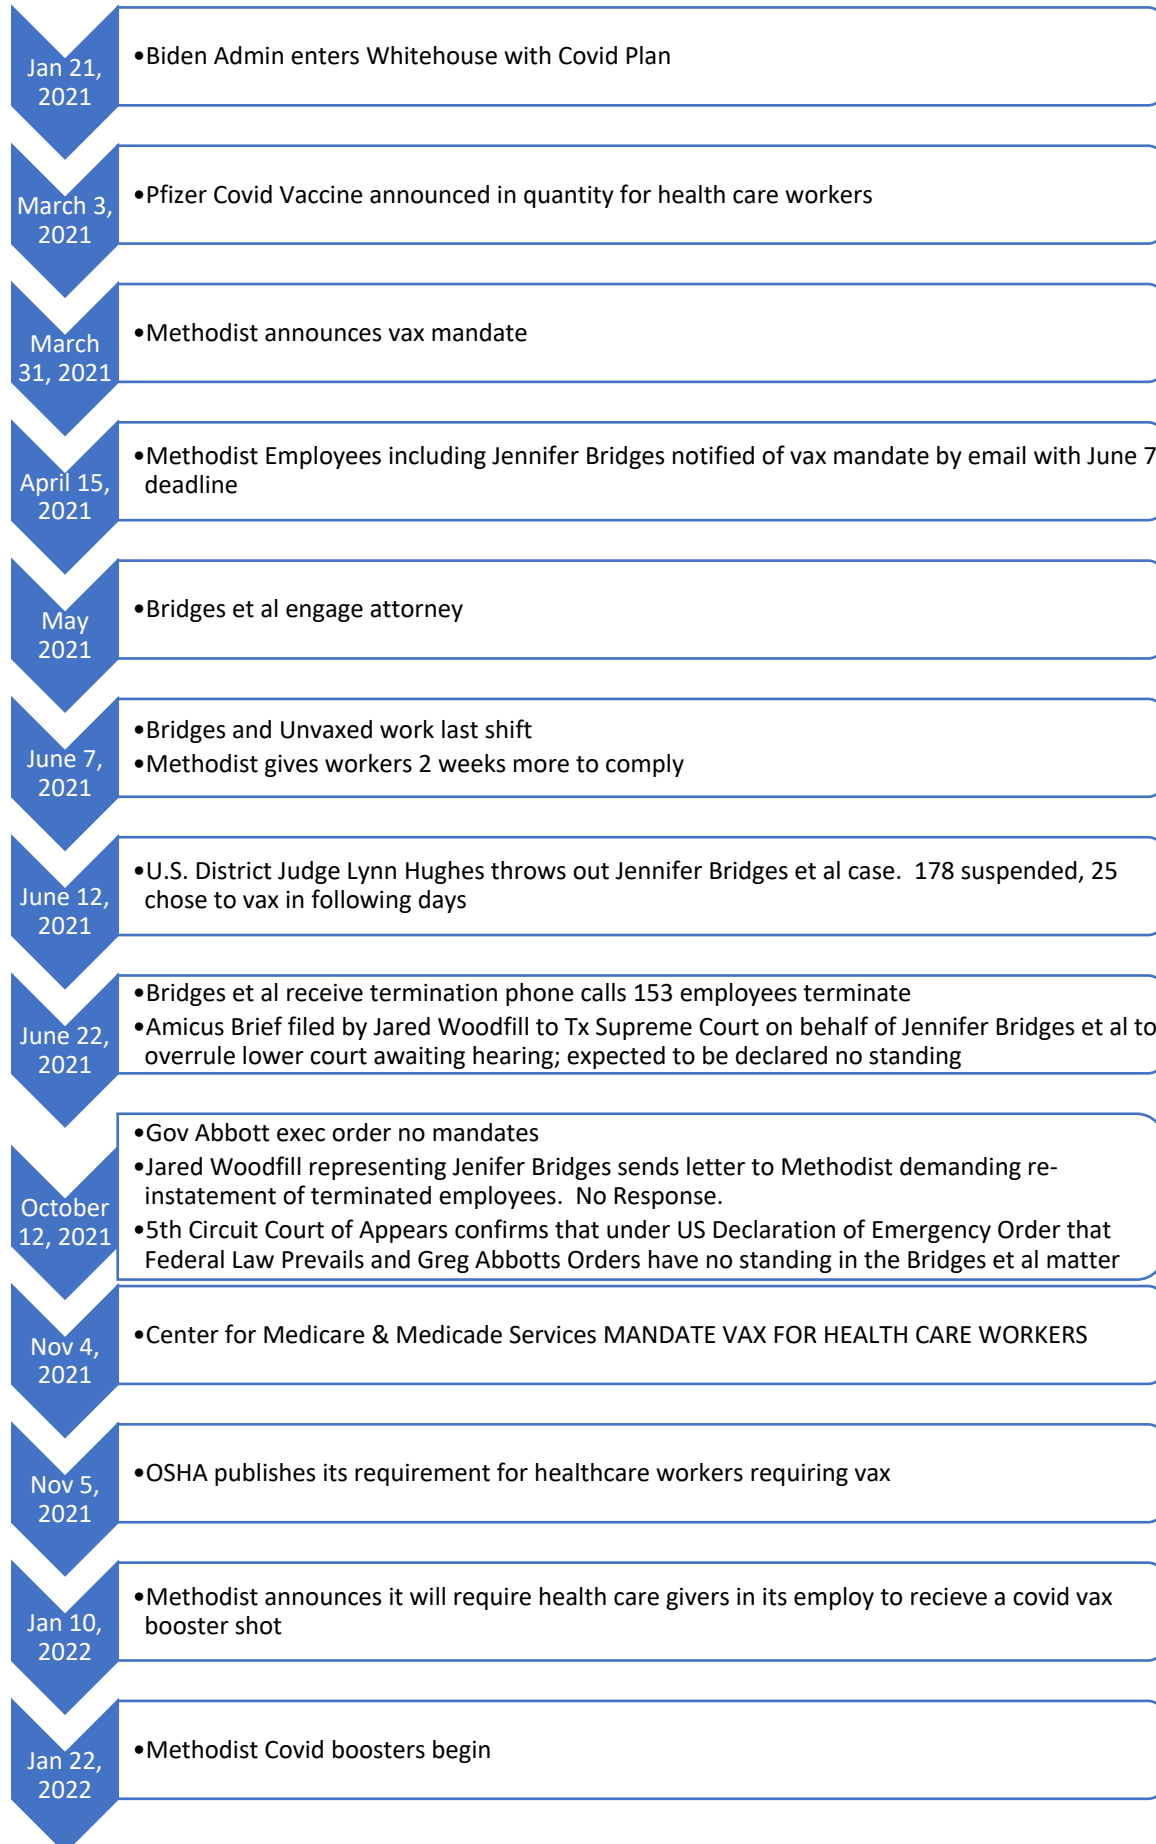 Jan 21,
2021
•Biden Admin enters Whitehouse with Covid Plan
March 3,
2021
•Pfizer Covid Vaccine announced in quantity for health care workers
March
31, 2021
•Methodist announces vax mandate
April 15,
2021
•Methodist Employees including Jennifer Bridges notified of vax mandate by email with June 7
deadline
May
2021
•Bridges et al engage attorney
June 7,
2021
•Bridges and Unvaxed work last shift
•Methodist gives workers 2 weeks more to comply
June 12,
2021
•U.S. District Judge Lynn Hughes throws out Jennifer Bridges et al case.  178 suspended, 25
chose to vax in following days
June 22,
2021
•Bridges et al receive termination phone calls 153 employees terminate
•Amicus Brief filed by Jared Woodfill to Tx Supreme Court on behalf of Jennifer Bridges et al to
overrule lower court awaiting hearing; expected to be declared no standing
October
12, 2021
•Gov Abbott exec order no mandates
•Jared Woodfill representing Jenifer Bridges sends letter to Methodist demanding re-
instatement of terminated employees.  No Response.
•5th Circuit Court of Appears confirms that under US Declaration of Emergency Order that
Federal Law Prevails and Greg Abbotts Orders have no standing in the Bridges et al matter
Nov 4,
2021
•Center for Medicare & Medicade Services MANDATE VAX FOR HEALTH CARE WORKERS
Nov 5,
2021
•OSHA publishes its requirement for healthcare workers requiring vax
Jan 10,
2022
•Methodist announces it will require health care givers in its employ to recieve a covid vax
booster shot
Jan 22,
2022
•Methodist Covid boosters begin